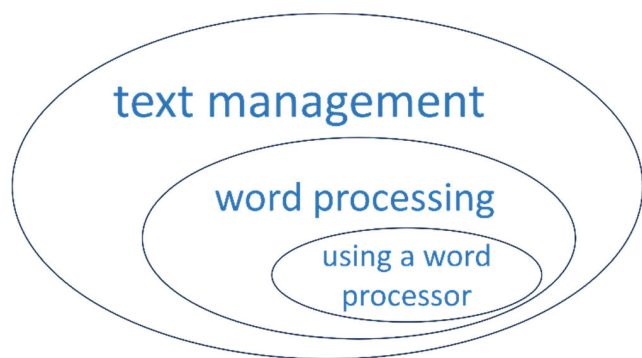 text management
word processing
using a word
processor